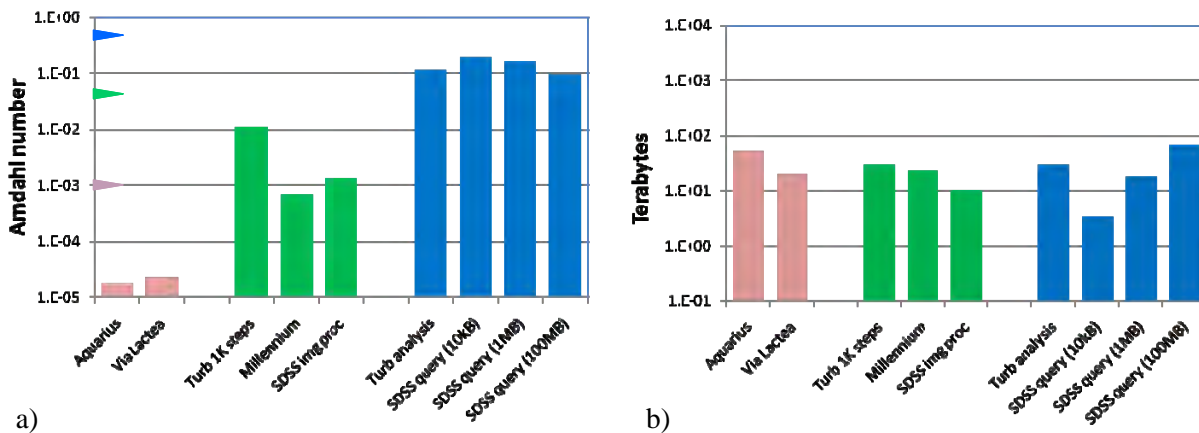 1.E+00
1.E-01
1.E-02
1.E-03
1.E-04
1.E-05
Amdahl number
Aquarius
Via Lactea
Turb 1K steps
Millennium
SDSS img proc
Turb analysis
SDSS query (10kB)
SDSS query (1MB)
SDSS query (100MB)
a)
1.E+04
1.E+03
1.E+02
1.E+01
1.E+00
1.E-01
Terabytes
Aquarius
Via Lactea
Turb 1K steps
Millennium
SDSS img proc
Turb analysis
SDSS query (10kB)
SDSS query (1MB)
SDSS query (100MB)
b)